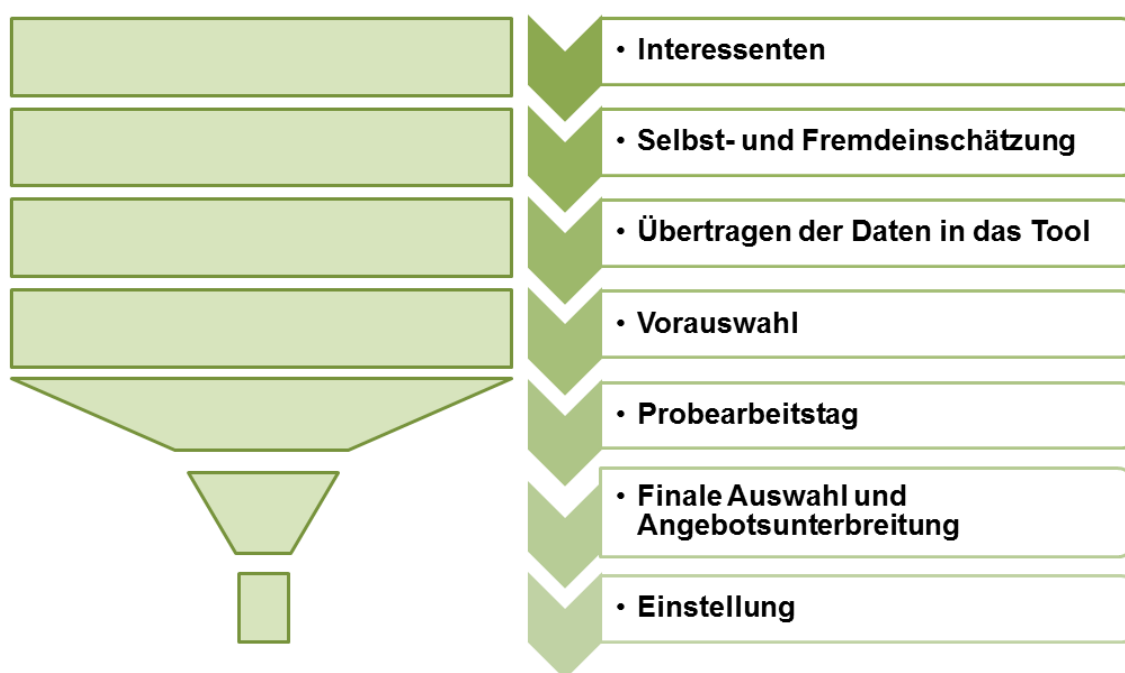 • Interessenten
• Selbst- und Fremdeinschätzung
• Übertragen der Daten in das Tool
• Vorauswahl
• Probearbeitstag
• Finale Auswahl und
Angebotsunterbreitung
• Einstellung